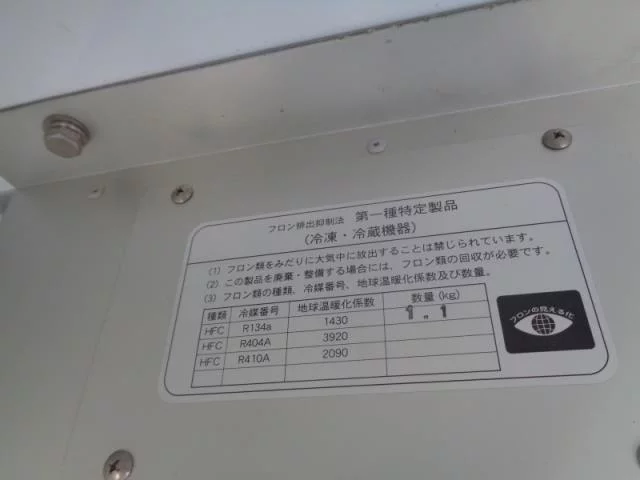 フロン排出抑制法 第一種特定製品
(冷凍・冷蔵機器)
(1) フロン類をみだりに大気中に放出することは禁じられています。
(2) この製品を廃棄・整備する場合には、フロン類の回収が必要です。
(3) フロン類の種類、冷媒番号、地球温暖化係数及び数量。
種類 冷媒番号 地球温暖化係数 数量(kg)
HFC R134a 1430 1.1
HFC R404A 3920
HFC R410A 2090
フロンの見える化